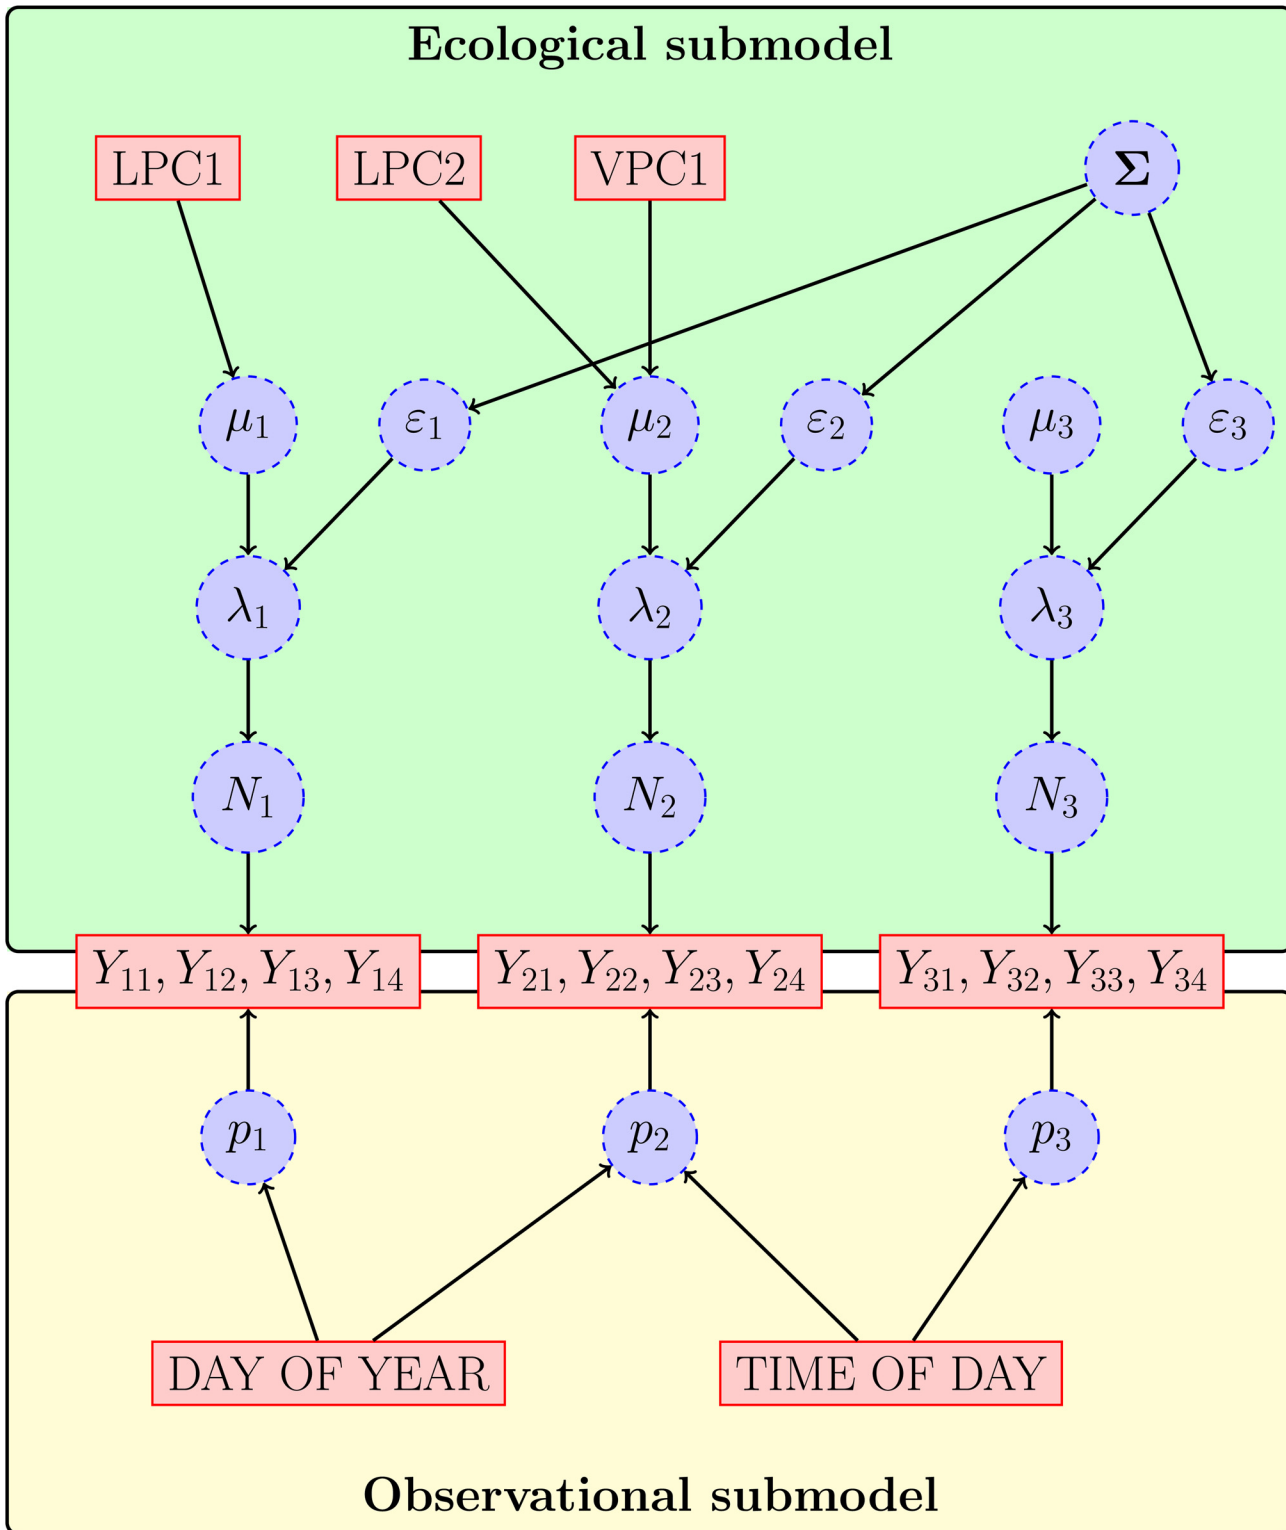 Ecological submodel
LPC1 LPC2 VPC1 Σ
μ₁ ε₁ μ₂ ε₂ μ₃ ε₃
λ₁ λ₂ λ₃
N₁ N₂ N₃
Y₁₁, Y₁₂, Y₁₃, Y₁₄ Y₂₁, Y₂₂, Y₂₃, Y₂₄ Y₃₁, Y₃₂, Y₃₃, Y₃₄
p₁ p₂ p₃
DAY OF YEAR TIME OF DAY
Observational submodel